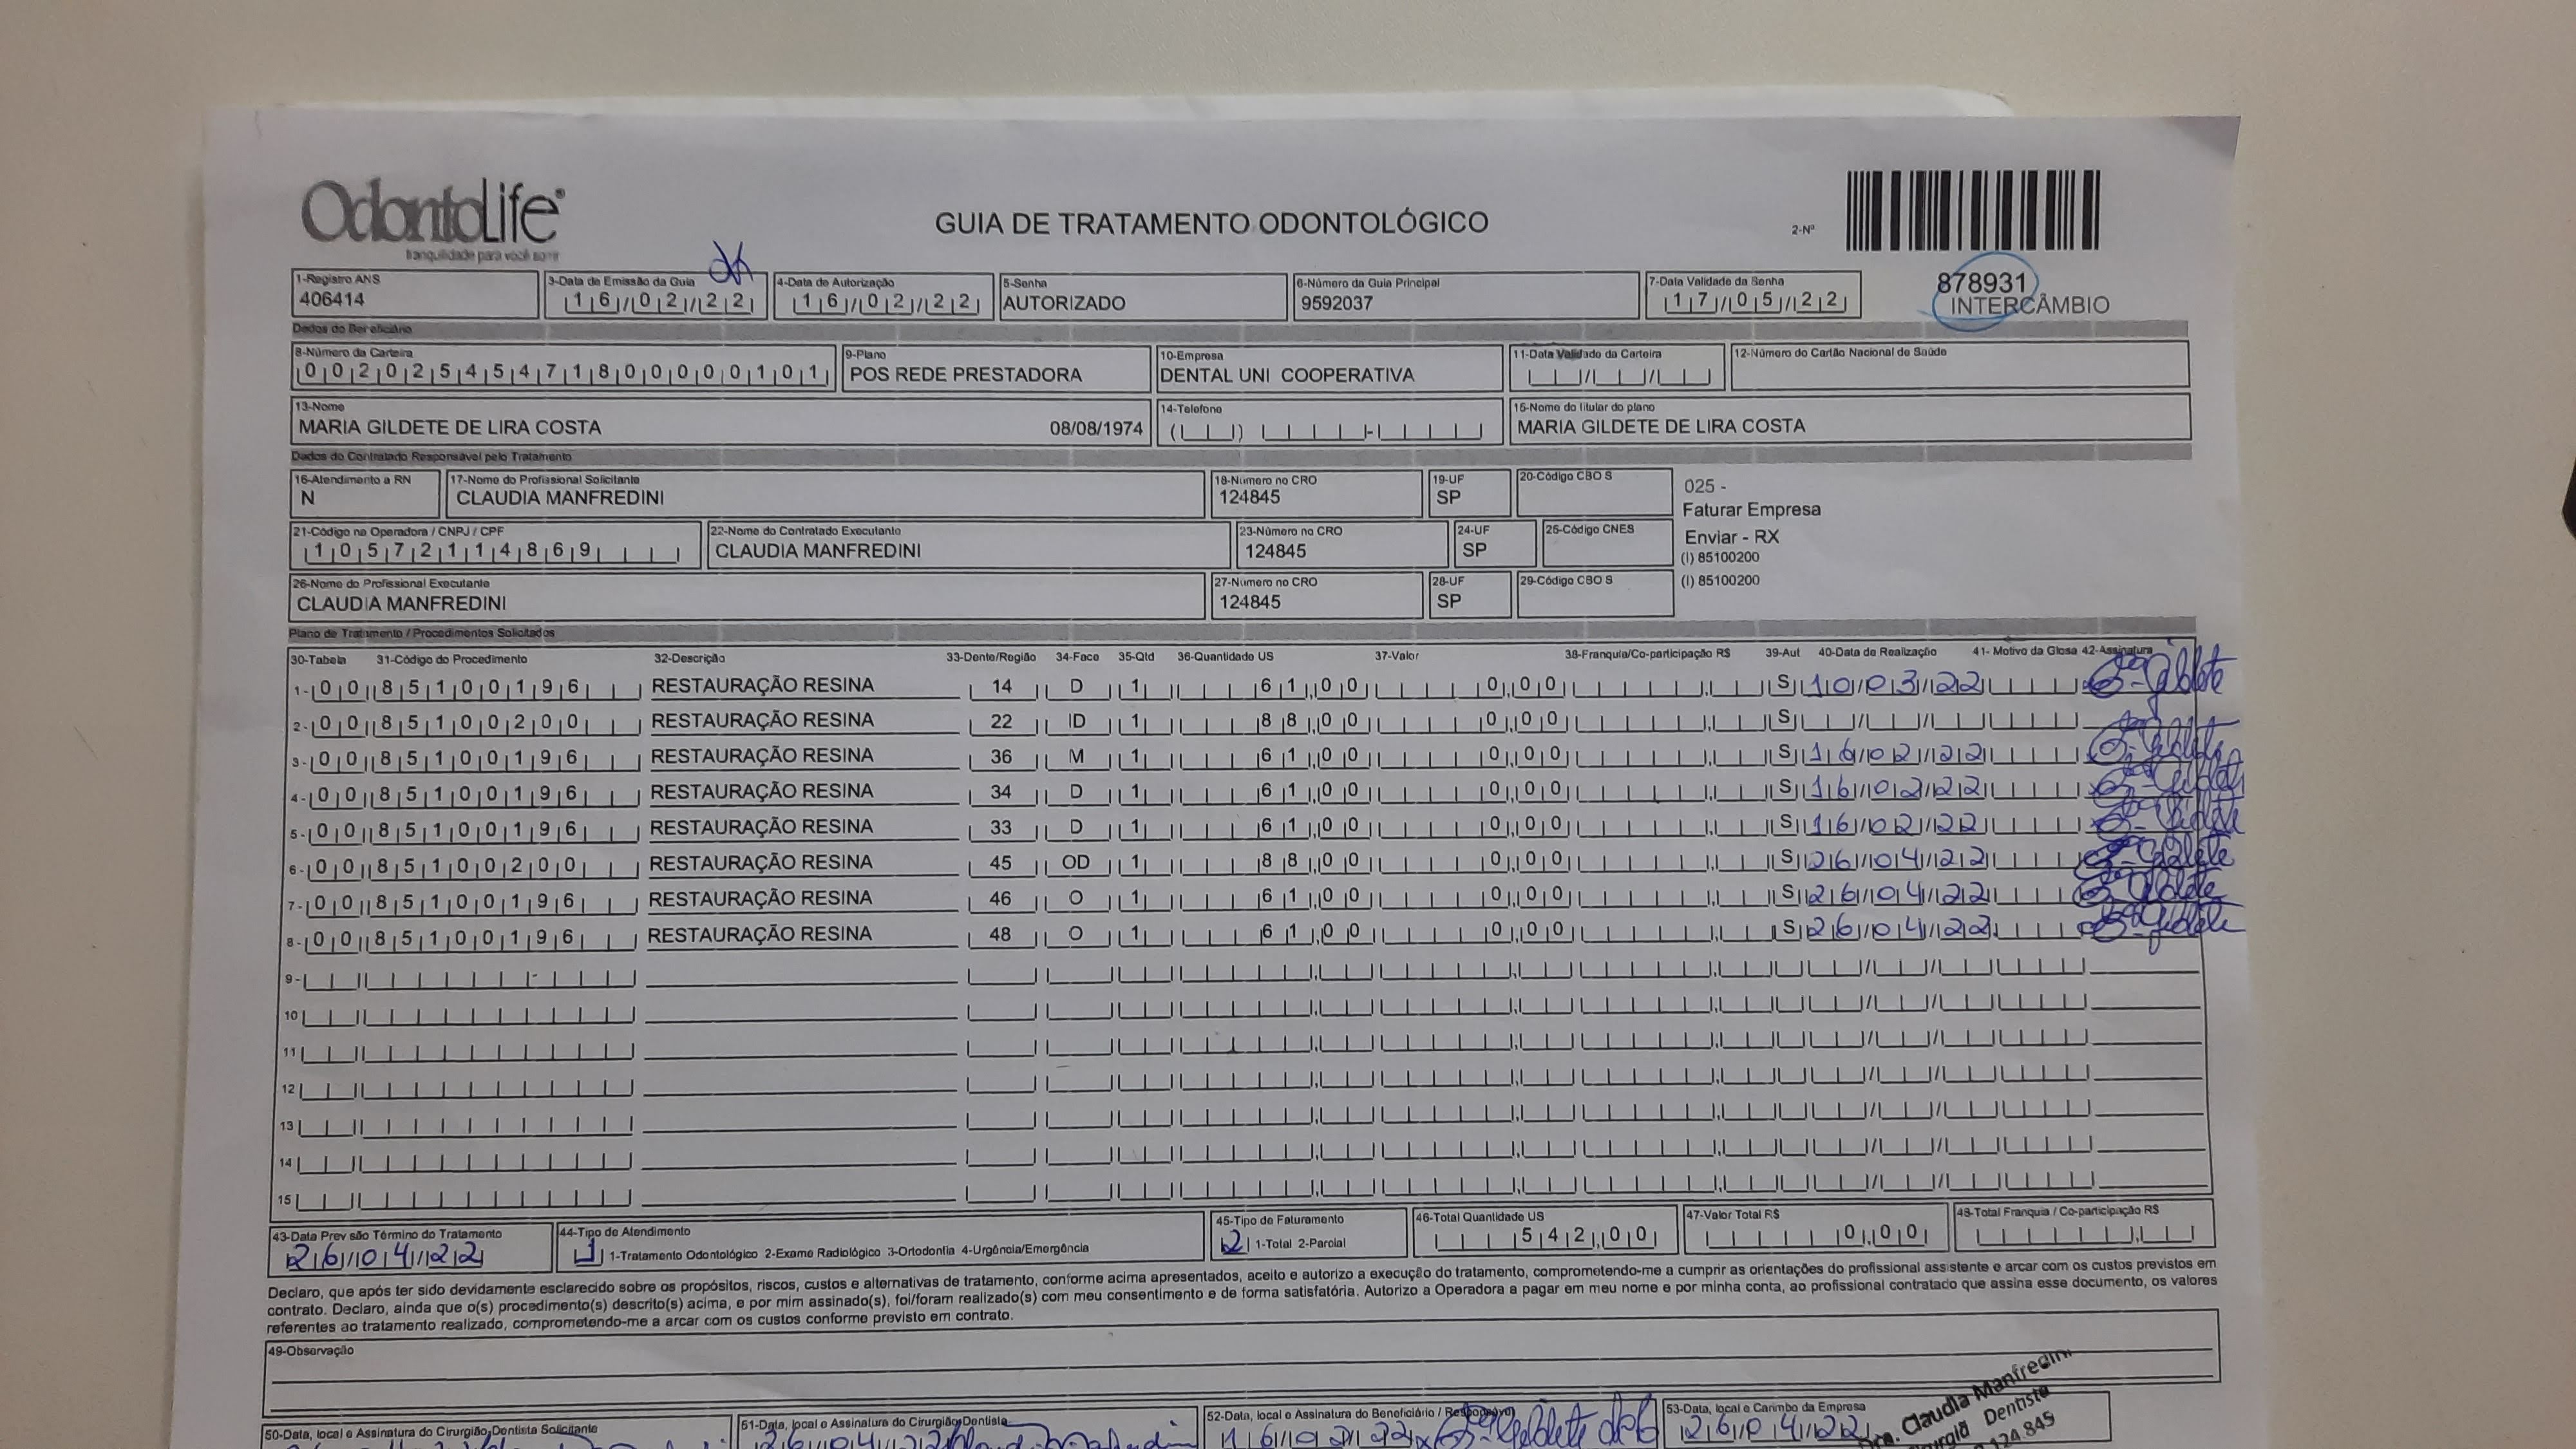 OdontoLife®
tranquilidade para você sorrir
GUIA DE TRATAMENTO ODONTOLÓGICO
2-Nº
878931
INTERCÂMBIO
1-Registro ANS
406414
3-Data de Emissão da Guia
16/02/22
4-Data de Autorização
16/02/22
5-Senha
AUTORIZADO
6-Número da Guia Principal
9592037
7-Data Validade da Senha
17/05/22
Dados do Beneficiário
8-Número da Carteira
00202545471800000101
9-Plano
POS REDE PRESTADORA
10-Empresa
DENTAL UNI COOPERATIVA
11-Data Validade da Carteira
12-Número do Cartão Nacional de Saúde
13-Nome
MARIA GILDETE DE LIRA COSTA 08/08/1974
14-Telefone
15-Nome do titular do plano
MARIA GILDETE DE LIRA COSTA
Dados do Contratado Responsável pelo Tratamento
16-Atendimento a RN
N
17-Nome do Profissional Solicitante
CLAUDIA MANFREDINI
18-Número no CRO
124845
19-UF
SP
20-Código CBO S
025 -
Faturar Empresa
21-Código na Operadora / CNPJ / CPF
10572114869
22-Nome do Contratado Executante
CLAUDIA MANFREDINI
23-Número no CRO
124845
24-UF
SP
25-Código CNES
Enviar - RX
(I) 85100200
26-Nome do Profissional Executante
CLAUDIA MANFREDINI
27-Número no CRO
124845
28-UF
SP
29-Código CBO S
(I) 85100200
Plano de Tratamento / Procedimentos Solicitados
30-Tabela 31-Código do Procedimento 32-Descrição 33-Dente/Região 34-Face 35-Qtd 36-Quantidade US 37-Valor 38-Franquia/Co-participação R$ 39-Aut 40-Data de Realização 41- Motivo da Glosa 42-Assinatura
1- 00 85100196 RESTAURAÇÃO RESINA 14 D 1 61,00 0,00 S 10/03/22
2- 00 85100200 RESTAURAÇÃO RESINA 22 ID 1 88,00 0,00 S
3- 00 85100196 RESTAURAÇÃO RESINA 36 M 1 61,00 0,00 S 16/02/22
4- 00 85100196 RESTAURAÇÃO RESINA 34 D 1 61,00 0,00 S 16/02/22
5- 00 85100196 RESTAURAÇÃO RESINA 33 D 1 61,00 0,00 S 16/02/22
6- 00 85100200 RESTAURAÇÃO RESINA 45 OD 1 88,00 0,00 S 26/04/22
7- 00 85100196 RESTAURAÇÃO RESINA 46 O 1 61,00 0,00 S 26/04/22
8- 00 85100196 RESTAURAÇÃO RESINA 48 O 1 61,00 0,00 S 26/04/22
9-
10
11
12
13
14
15
43-Data Previsão Término do Tratamento
26/04/22
44-Tipo de Atendimento
1 1-Tratamento Odontológico 2-Exame Radiológico 3-Ortodontia 4-Urgência/Emergência
45-Tipo de Faturamento
2 1-Total 2-Parcial
46-Total Quantidade US
542,00
47-Valor Total R$
0,00
48-Total Franquia / Co-participação R$
Declaro, que após ter sido devidamente esclarecido sobre os propósitos, riscos, custos e alternativas de tratamento, conforme acima apresentados, aceito e autorizo a execução do tratamento, comprometendo-me a cumprir as orientações do profissional assistente e arcar com os custos previstos em
contrato. Declaro, ainda que o(s) procedimento(s) descrito(s) acima, e por mim assinado(s), foi/foram realizado(s) com meu consentimento e de forma satisfatória. Autorizo a Operadora a pagar em meu nome e por minha conta, ao profissional contratado que assina esse documento, os valores
referentes ao tratamento realizado, comprometendo-me a arcar com os custos conforme previsto em contrato.
49-Observação
50-Data, local e Assinatura do Cirurgião-Dentista Solicitante
51-Data, local e Assinatura do Cirurgião-Dentista
26/04/22
52-Data, local e Assinatura do Beneficiário / Responsável
16/02/22
53-Data, local e Carimbo da Empresa
26/04/22
Dra. Claudia Manfredini
Cirurgiã Dentista
124.845